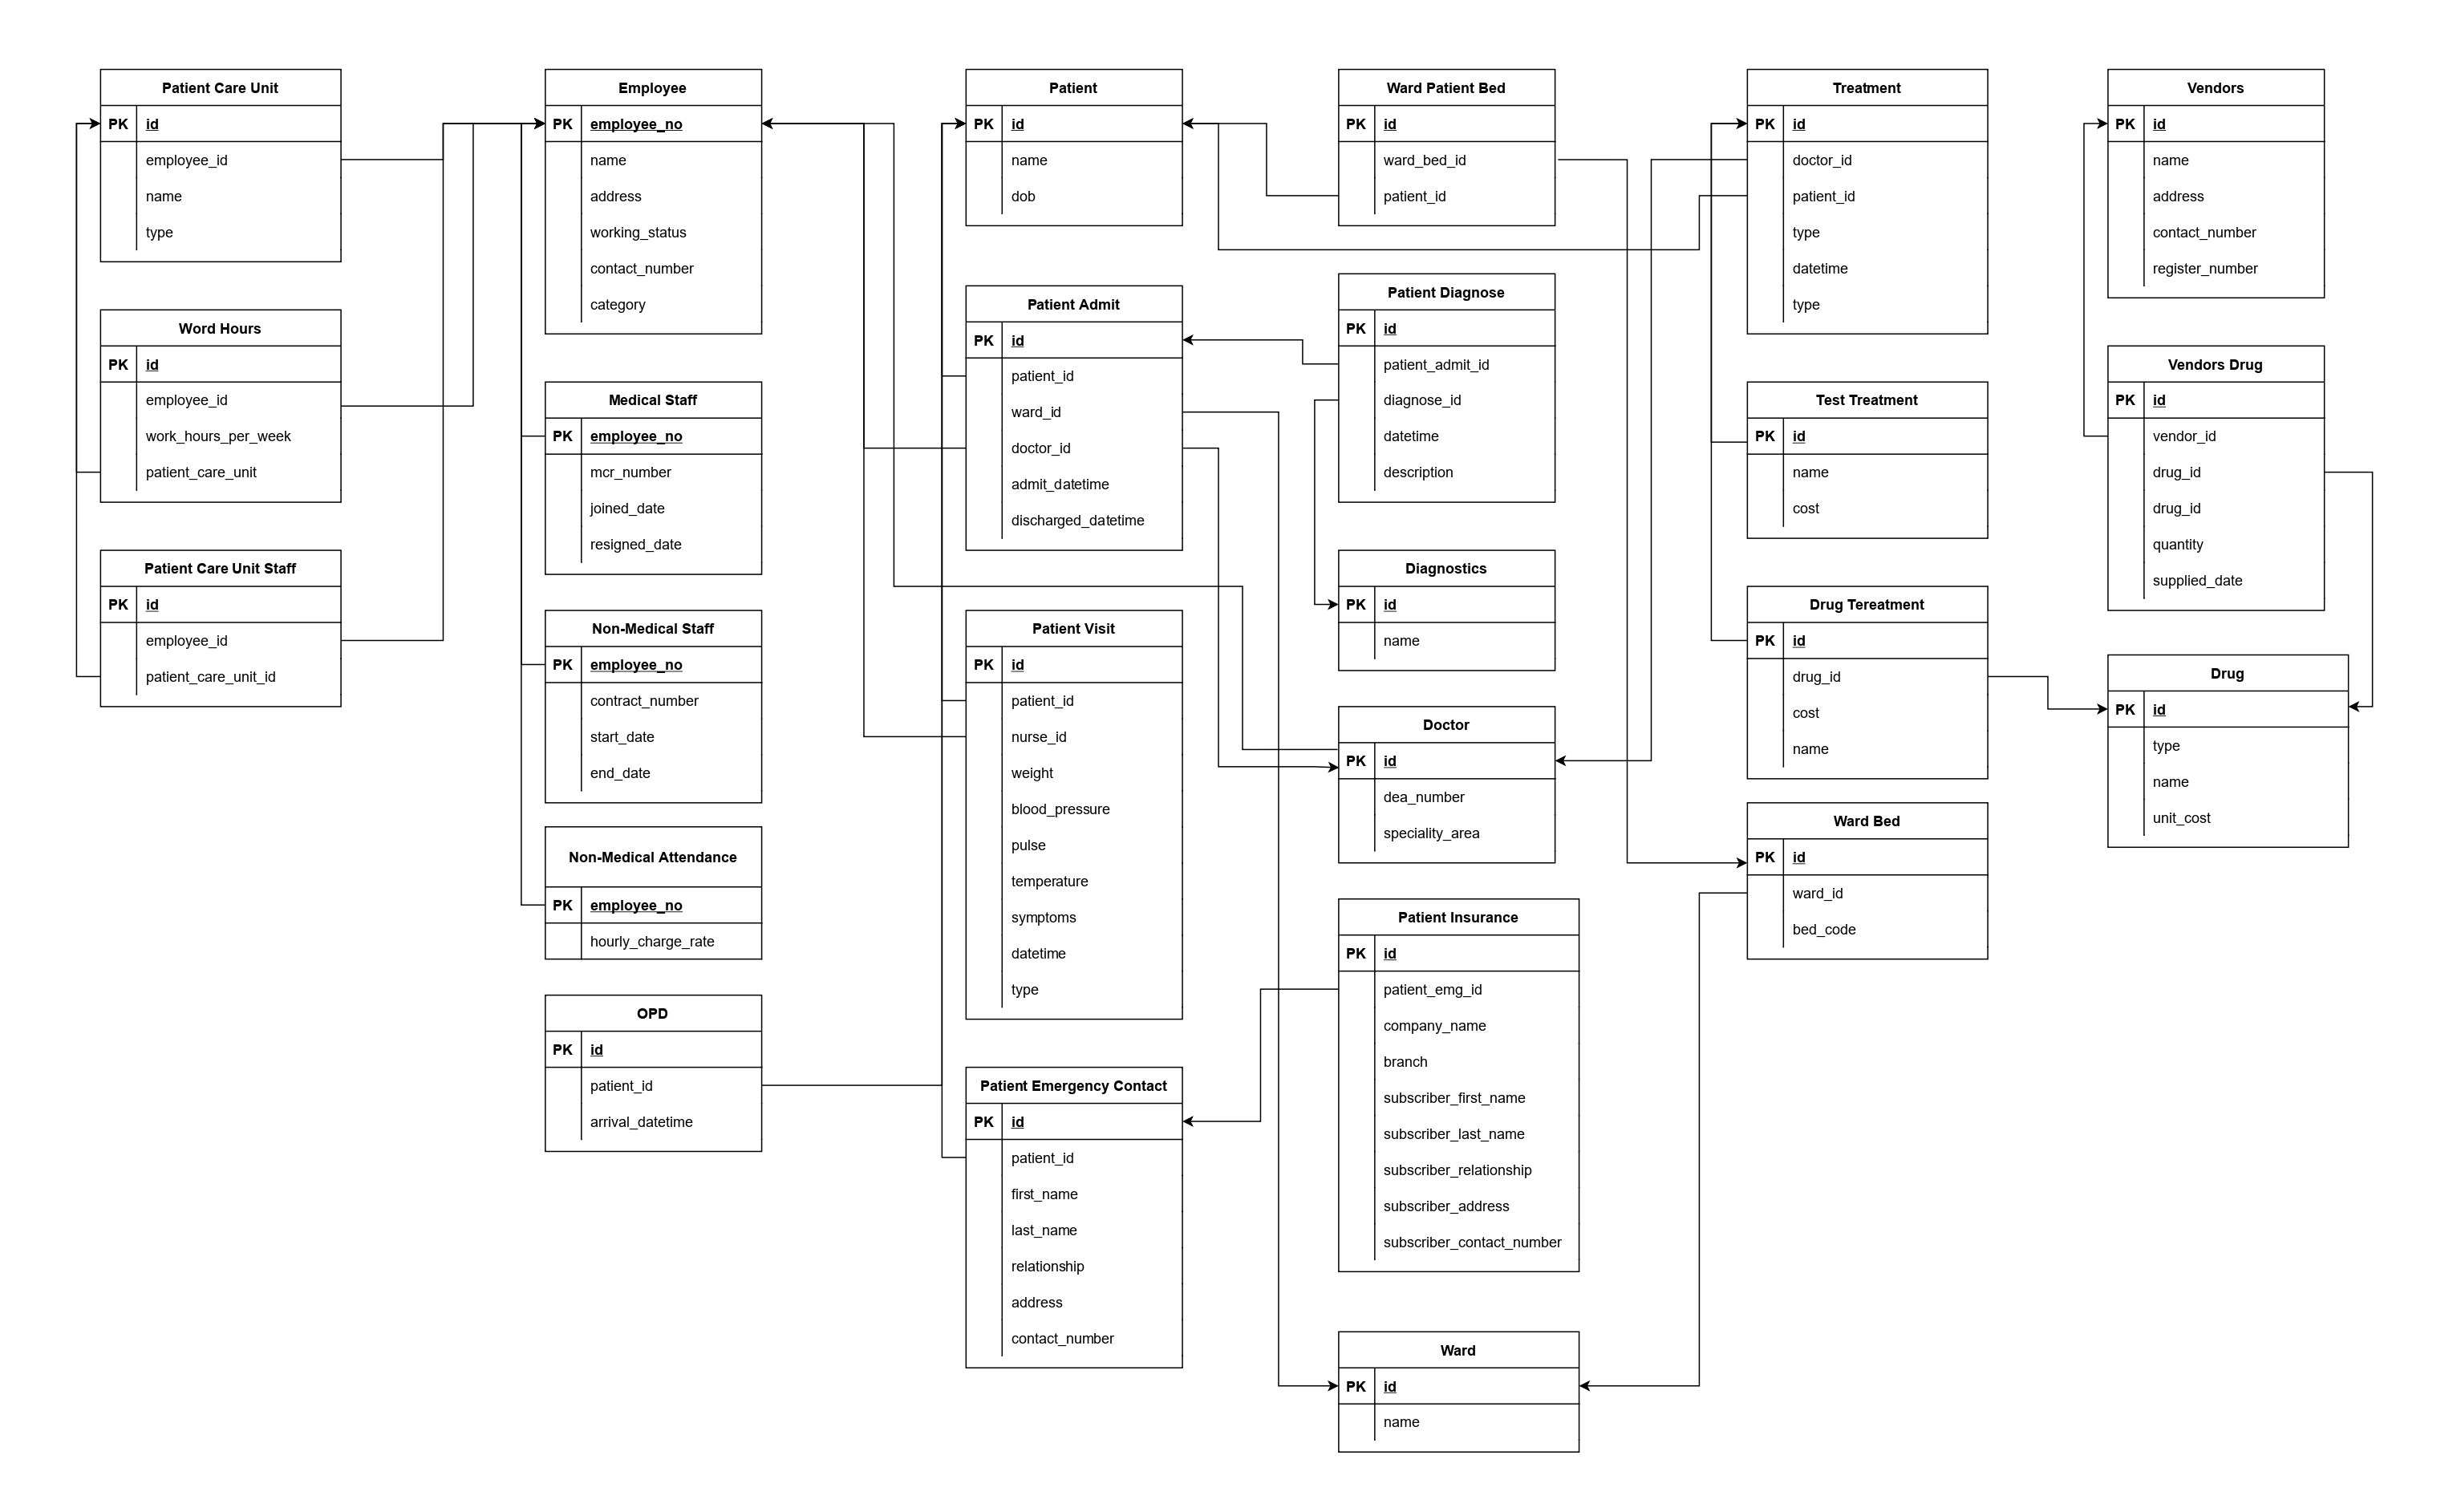 Patient Care Unit
PK id
employee_id
name
type
Word Hours
PK id
employee_id
work_hours_per_week
patient_care_unit
Patient Care Unit Staff
PK id
employee_id
patient_care_unit_id
Employee
PK employee_no
name
address
working_status
contact_number
category
Medical Staff
PK employee_no
mcr_number
joined_date
resigned_date
Non-Medical Staff
PK employee_no
contract_number
start_date
end_date
Non-Medical Attendance
PK employee_no
hourly_charge_rate
OPD
PK id
patient_id
arrival_datetime
Patient
PK id
name
dob
Patient Admit
PK id
patient_id
ward_id
doctor_id
admit_datetime
discharged_datetime
Patient Visit
PK id
patient_id
nurse_id
weight
blood_pressure
pulse
temperature
symptoms
datetime
type
Patient Emergency Contact
PK id
patient_id
first_name
last_name
relationship
address
contact_number
Ward Patient Bed
PK id
ward_bed_id
patient_id
Patient Diagnose
PK id
patient_admit_id
diagnose_id
datetime
description
Diagnostics
PK id
name
Doctor
PK id
dea_number
speciality_area
Patient Insurance
PK id
patient_emg_id
company_name
branch
subscriber_first_name
subscriber_last_name
subscriber_relationship
subscriber_address
subscriber_contact_number
Ward
PK id
name
Treatment
PK id
doctor_id
patient_id
type
datetime
type
Test Treatment
PK id
name
cost
Drug Tereatment
PK id
drug_id
cost
name
Ward Bed
PK id
ward_id
bed_code
Vendors
PK id
name
address
contact_number
register_number
Vendors Drug
PK id
vendor_id
drug_id
drug_id
quantity
supplied_date
Drug
PK id
type
name
unit_cost